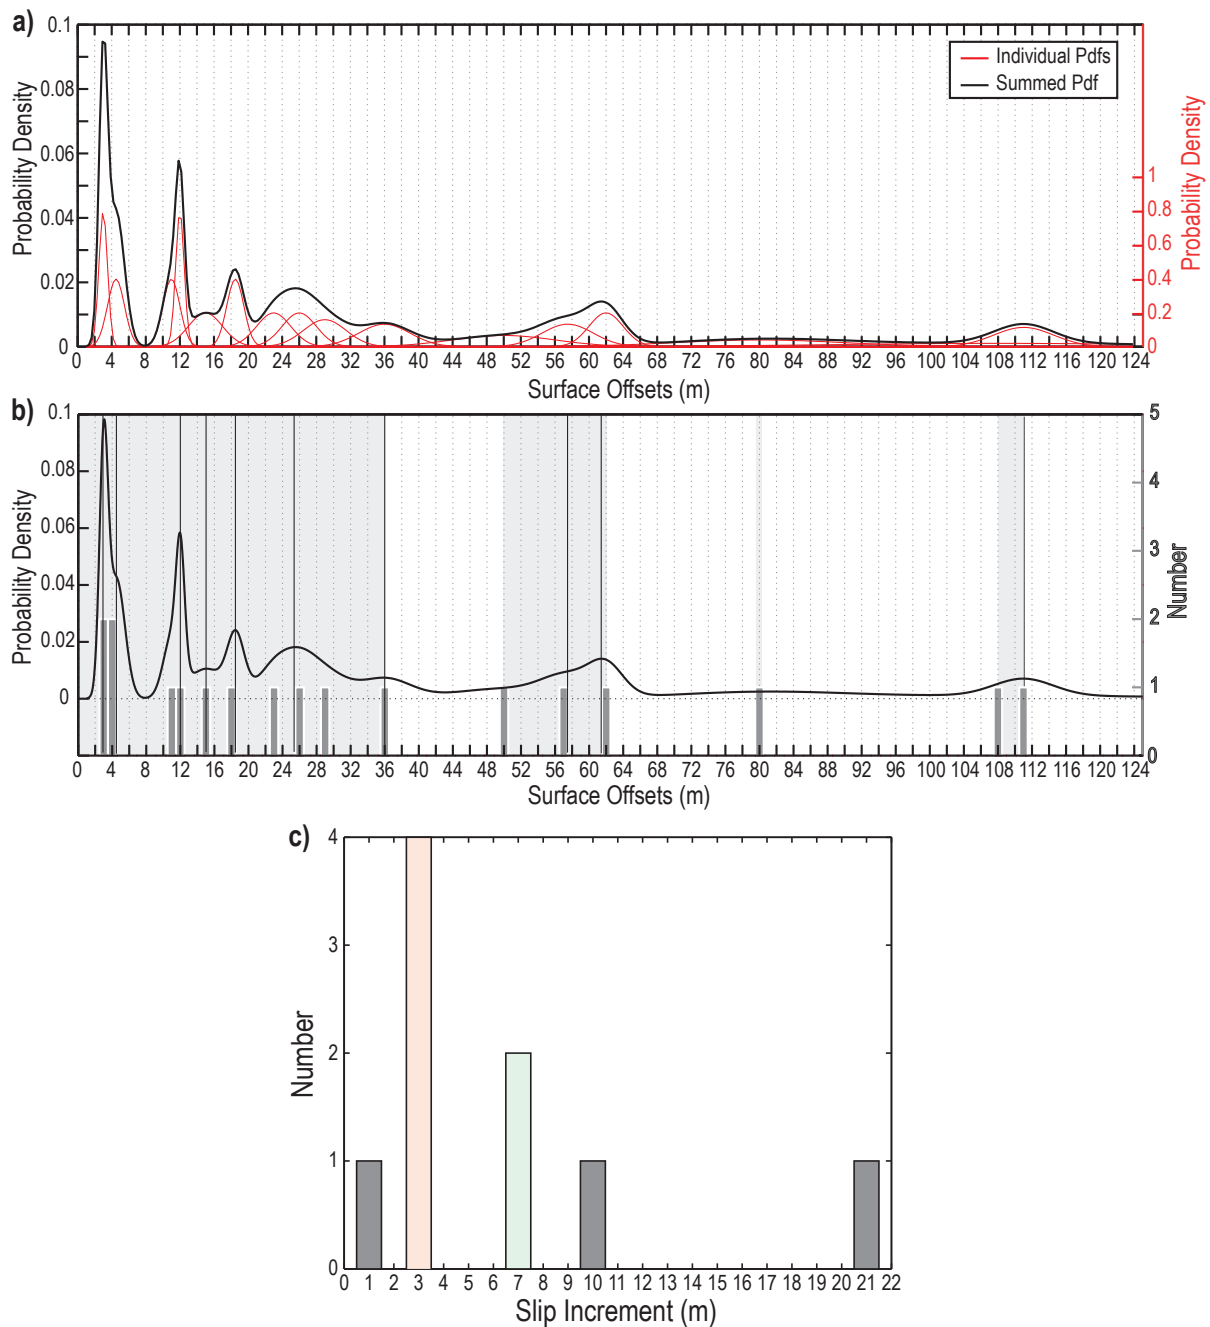 a)
0.1
0.08
0.06
0.04
0.02
0
Probability Density
Individual Pdfs
Summed Pdf
1
0.8
0.6
0.4
0.2
0
Probability Density
0 4 8 12 16 20 24 28 32 36 40 44 48 52 56 60 64 68 72 76 80 84 88 92 96 100 104 108 112 116 120 124
Surface Offsets (m)
b)
0.1
0.08
0.06
0.04
0.02
0
Probability Density
5
4
3
2
1
0
Number
0 4 8 12 16 20 24 28 32 36 40 44 48 52 56 60 64 68 72 76 80 84 88 92 96 100 104 108 112 116 120 124
Surface Offsets (m)
c)
4
3
2
1
0
Number
0 1 2 3 4 5 6 7 8 9 10 11 12 13 14 15 16 17 18 19 20 21 22
Slip Increment (m)